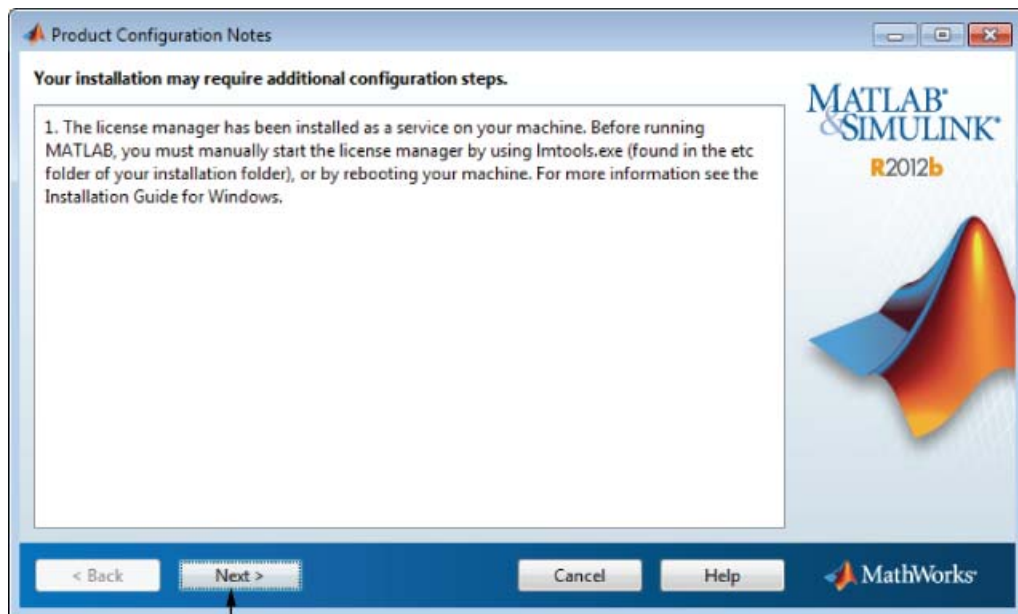 Product Configuration Notes
Your installation may require additional configuration steps.
1. The license manager has been installed as a service on your machine. Before running
MATLAB, you must manually start the license manager by using lmtools.exe (found in the etc
folder of your installation folder), or by rebooting your machine. For more information see the
Installation Guide for Windows.
MATLAB®
&SIMULINK®
R2012b
< Back
Next >
Cancel
Help
MathWorks®